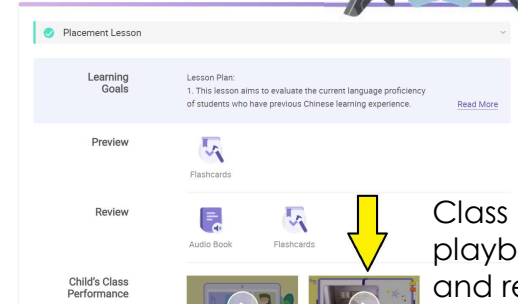 Placement Lesson
Learning
Goals
Lesson Plan:
1. This lesson aims to evaluate the current language proficiency
of students who have previous Chinese learning experience.
Read More
Preview
Flashcards
Review
Audio Book
Flashcards
Class
and
Child's Class
Performance